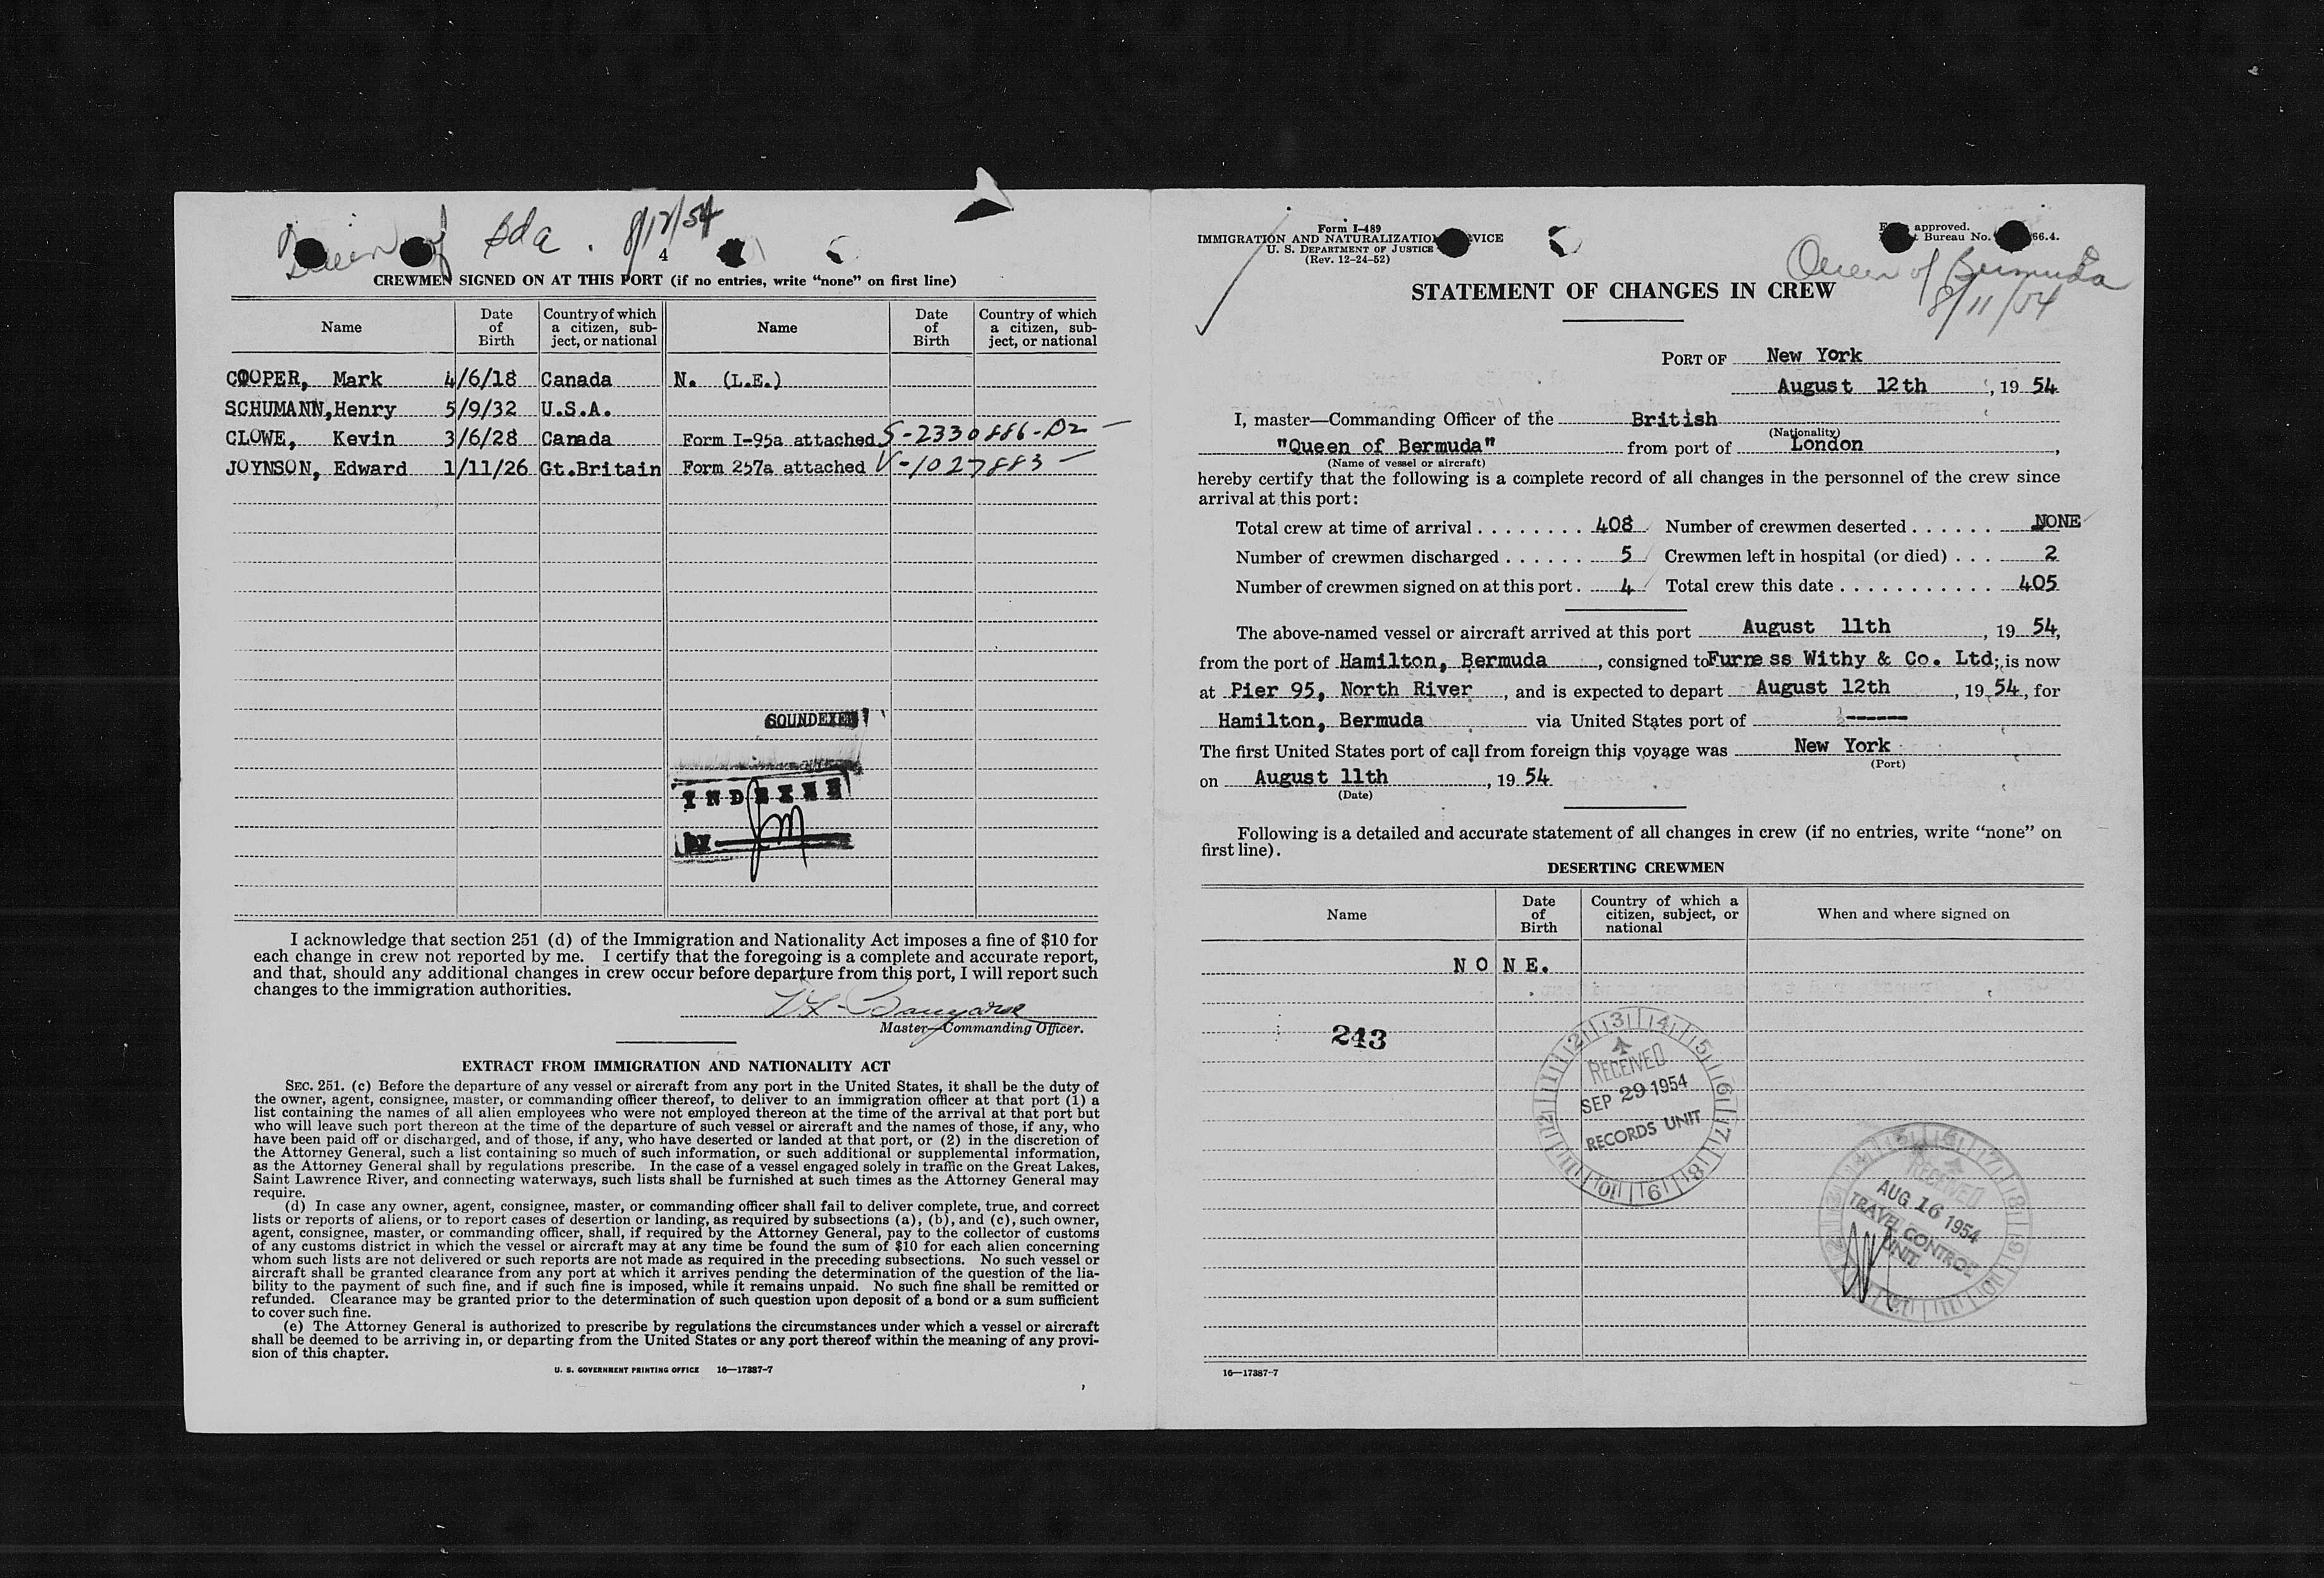 Queen of Bda. 8/12/54
4
CREWMEN SIGNED ON AT THIS PORT (if no entries, write “none” on first line)
Name | Date of Birth | Country of which a citizen, subject, or national | Name | Date of Birth | Country of which a citizen, subject, or national
COOPER, Mark 4/6/18 Canada N. (L.E.)
SCHUMANN, Henry 5/9/32 U.S.A.
CLOWE, Kevin 3/6/28 Canada Form I-95a attached S-2330886-D2 —
JOYNSON, Edward 1/11/26 Gt.Britain Form 257a attached V-1027883 —
SOUNDEXED
INDEXED
BY
I acknowledge that section 251 (d) of the Immigration and Nationality Act imposes a fine of $10 for
each change in crew not reported by me. I certify that the foregoing is a complete and accurate report,
and that, should any additional changes in crew occur before departure from this port, I will report such
changes to the immigration authorities.
Master—Commanding Officer.
EXTRACT FROM IMMIGRATION AND NATIONALITY ACT
SEC. 251. (c) Before the departure of any vessel or aircraft from any port in the United States, it shall be the duty of
the owner, agent, consignee, master, or commanding officer thereof, to deliver to an immigration officer at that port (1) a
list containing the names of all alien employees who were not employed thereon at the time of the arrival at that port but
who will leave such port thereon at the time of the departure of such vessel or aircraft and the names of those, if any, who
have been paid off or discharged, and of those, if any, who have deserted or landed at that port, or (2) in the discretion of
the Attorney General, such a list containing so much of such information, or such additional or supplemental information,
as the Attorney General shall by regulations prescribe. In the case of a vessel engaged solely in traffic on the Great Lakes,
Saint Lawrence River, and connecting waterways, such lists shall be furnished at such times as the Attorney General may
require.
(d) In case any owner, agent, consignee, master, or commanding officer shall fail to deliver complete, true, and correct
lists or reports of aliens, or to report cases of desertion or landing, as required by subsections (a), (b), and (c), such owner,
agent, consignee, master, or commanding officer, shall, if required by the Attorney General, pay to the collector of customs
of any customs district in which the vessel or aircraft may at any time be found the sum of $10 for each alien concerning
whom such lists are not delivered or such reports are not made as required in the preceding subsections. No such vessel or
aircraft shall be granted clearance from any port at which it arrives pending the determination of the question of the lia-
bility to the payment of such fine, and if such fine is imposed, while it remains unpaid. No such fine shall be remitted or
refunded. Clearance may be granted prior to the determination of such question upon deposit of a bond or a sum sufficient
to cover such fine.
(e) The Attorney General is authorized to prescribe by regulations the circumstances under which a vessel or aircraft
shall be deemed to be arriving in, or departing from the United States or any port thereof within the meaning of any provi-
sion of this chapter.
U. S. GOVERNMENT PRINTING OFFICE 16—17387-7
Form I-489
IMMIGRATION AND NATURALIZATION SERVICE
U. S. DEPARTMENT OF JUSTICE
(Rev. 12-24-52)
approved.
Bureau No. 66.4.
Queen of Bermuda
8/11/54
STATEMENT OF CHANGES IN CREW
PORT OF New York
August 12th, 19 54
I, master—Commanding Officer of the British
(Nationality)
"Queen of Bermuda" from port of London,
(Name of vessel or aircraft)
hereby certify that the following is a complete record of all changes in the personnel of the crew since
arrival at this port:
Total crew at time of arrival . . . . . . . . 408 Number of crewmen deserted . . . . . . NONE
Number of crewmen discharged . . . . . . 5 Crewmen left in hospital (or died) . . . 2
Number of crewmen signed on at this port . 4 Total crew this date . . . . . . . . . . . 405
The above-named vessel or aircraft arrived at this port August 11th, 19 54,
from the port of Hamilton, Bermuda, consigned to Furness Withy & Co. Ltd; is now
at Pier 95, North River, and is expected to depart August 12th, 19 54, for
Hamilton, Bermuda via United States port of ------
The first United States port of call from foreign this voyage was New York
(Port)
on August 11th, 19 54
(Date)
Following is a detailed and accurate statement of all changes in crew (if no entries, write “none” on
first line).
DESERTING CREWMEN
Name | Date of Birth | Country of which a citizen, subject, or national | When and where signed on
NONE.
243
RECEIVED
SEP 29 1954
RECORDS UNIT
RECEIVED
AUG 16 1954
TRAVEL CONTROL
UNIT
16—17387-7